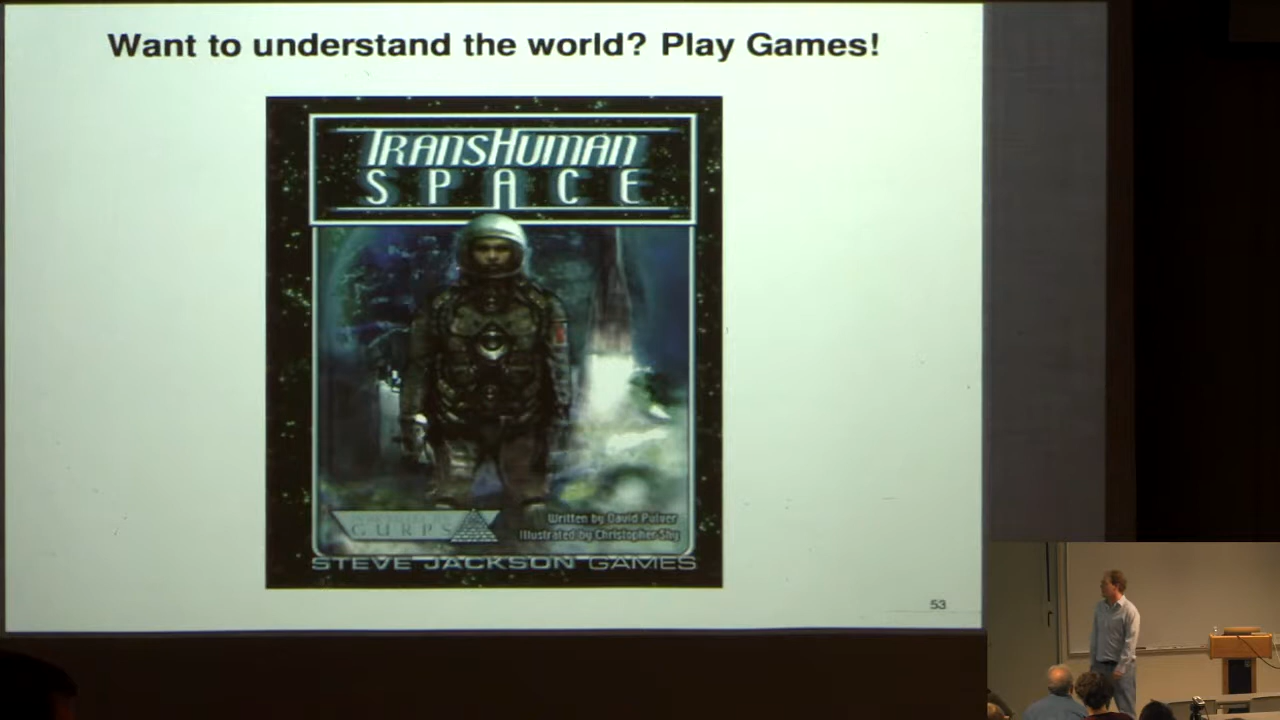 Want to understand the world? Play Games!
TRANSHUMAN
SPACE
GURPS
Written by David Pulver
Illustrated by Christopher Shy
STEVE JACKSON GAMES
53